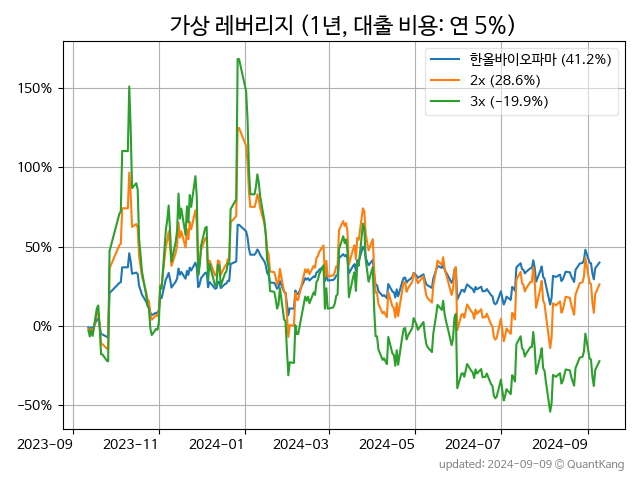 가상 레버리지 (1년, 대출 비용: 연 5%)
한올바이오파마 (41.2%)
2x (28.6%)
3x (−19.9%)
150%
100%
50%
0%
−50%
2023-09
2023-11
2024-01
2024-03
2024-05
2024-07
2024-09
updated: 2024-09-09 © QuantKang